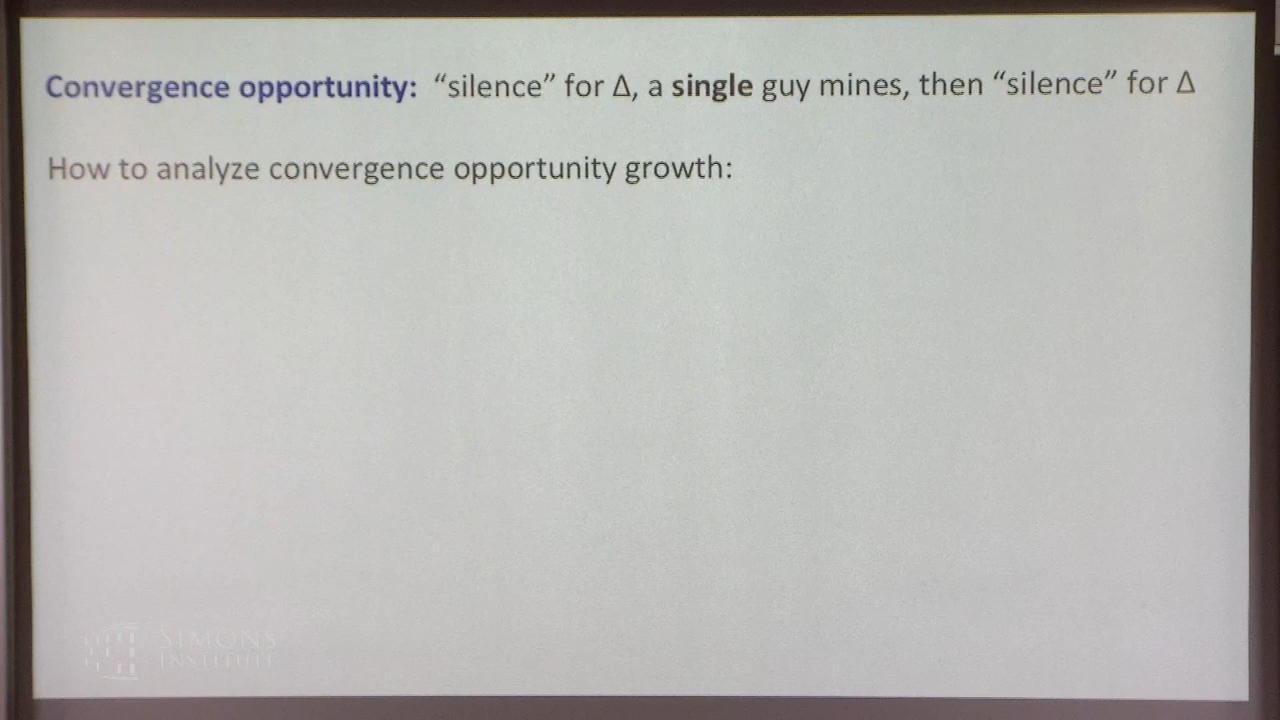 Convergence opportunity: “silence” for Δ, a single guy mines, then “silence” for Δ
How to analyze convergence opportunity growth:
SIMONS
INSTITUTE